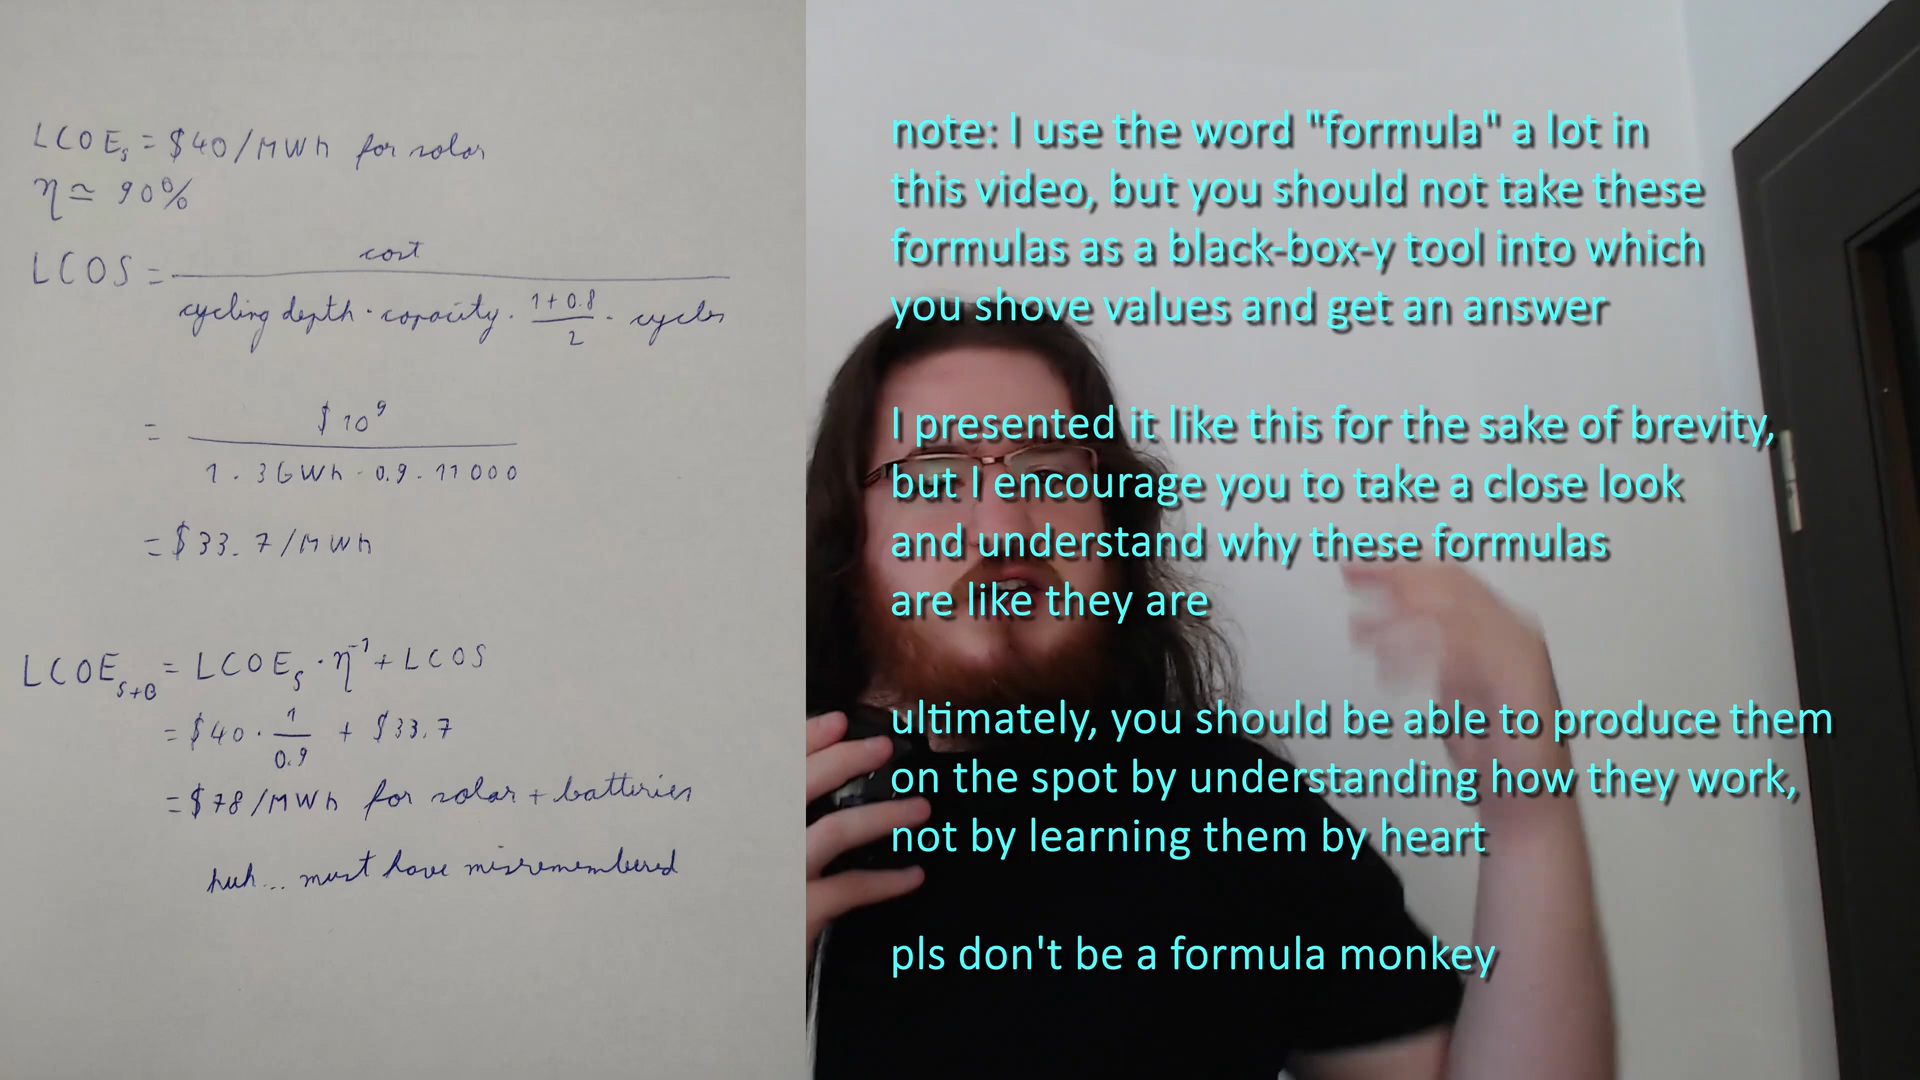 LCOEₛ = $40/MWh for solar
η ≃ 90%
LCOS = cost / cycling depth · capacity · (1+0.8)/2 · cycles
= $10⁹ / 1 · 3GWh · 0.9 · 11000
= $33.7/MWh
LCOE_S+B = LCOE_S · η⁻¹ + LCOS
= $40 · 1/0.9 + $33.7
= $78/MWh for solar + batteries
huh... must have misremembered
note: I use the word "formula" a lot in
this video, but you should not take these
formulas as a black-box-y tool into which
you shove values and get an answer
I presented it like this for the sake of brevity,
but I encourage you to take a close look
and understand why these formulas
are like they are
ultimately, you should be able to produce them
on the spot by understanding how they work,
not by learning them by heart
pls don't be a formula monkey